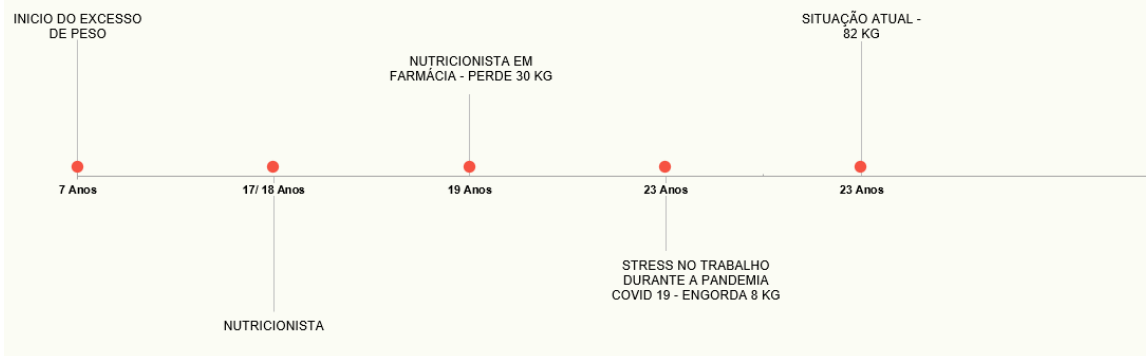 INICIO DO EXCESSO
DE PESO
7 Anos
17/ 18 Anos
NUTRICIONISTA
NUTRICIONISTA EM
FARMÁCIA - PERDE 30 KG
19 Anos
23 Anos
STRESS NO TRABALHO
DURANTE A PANDEMIA
COVID 19 - ENGORDA 8 KG
SITUAÇÃO ATUAL -
82 KG
23 Anos